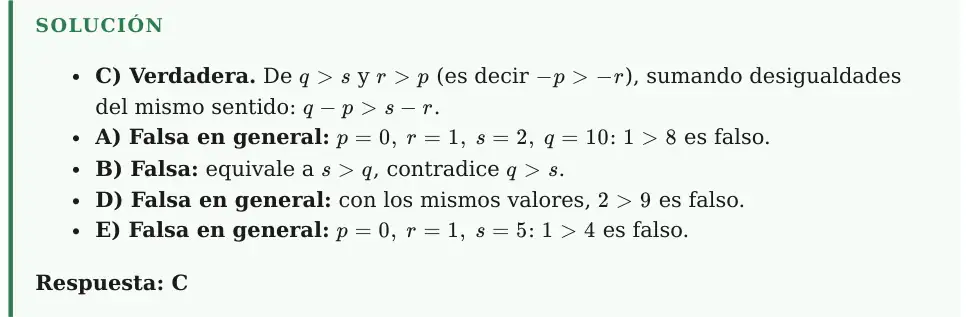 SOLUCIÓN
• C) Verdadera. De q > s y r > p (es decir −p > −r), sumando desigualdades
del mismo sentido: q − p > s − r.
• A) Falsa en general: p = 0, r = 1, s = 2, q = 10: 1 > 8 es falso.
• B) Falsa: equivale a s > q, contradice q > s.
• D) Falsa en general: con los mismos valores, 2 > 9 es falso.
• E) Falsa en general: p = 0, r = 1, s = 5: 1 > 4 es falso.
Respuesta: C